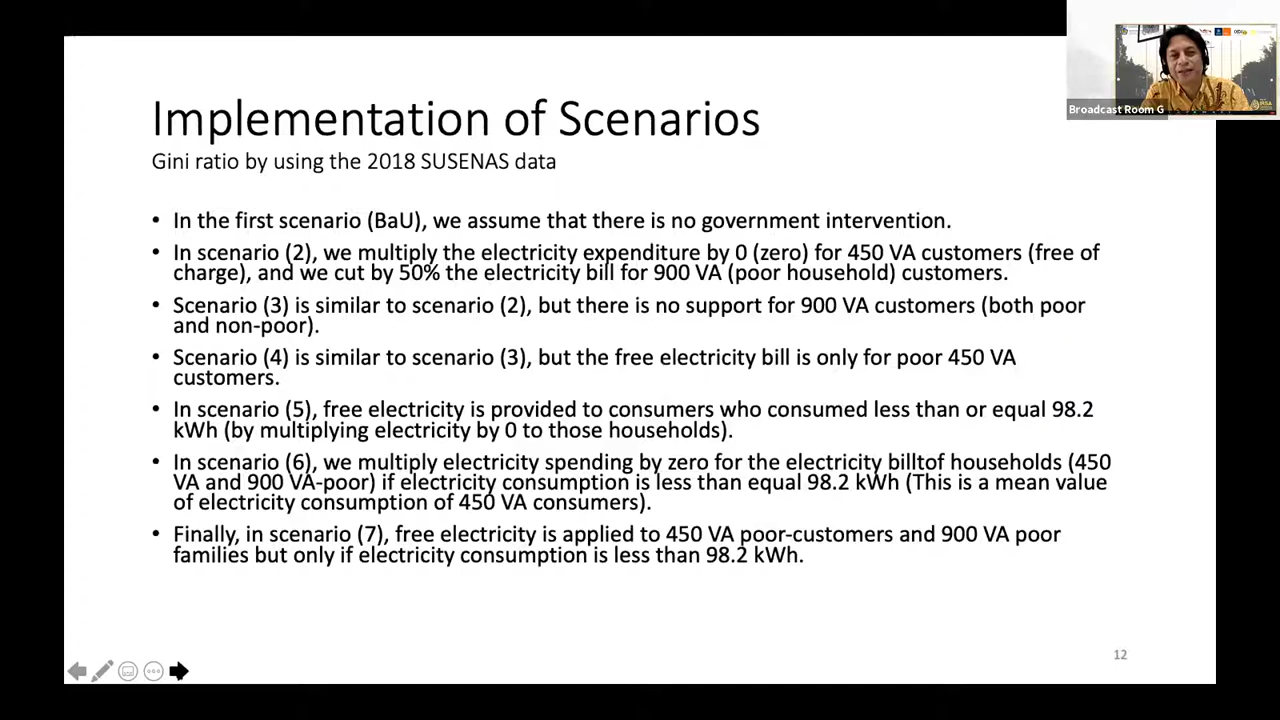 Implementation of Scenarios
Gini ratio by using the 2018 SUSENAS data
• In the first scenario (BaU), we assume that there is no government intervention.
• In scenario (2), we multiply the electricity expenditure by 0 (zero) for 450 VA customers (free of
charge), and we cut by 50% the electricity bill for 900 VA (poor household) customers.
• Scenario (3) is similar to scenario (2), but there is no support for 900 VA customers (both poor
and non-poor).
• Scenario (4) is similar to scenario (3), but the free electricity bill is only for poor 450 VA
customers.
• In scenario (5), free electricity is provided to consumers who consumed less than or equal 98.2
kWh (by multiplying electricity by 0 to those households).
• In scenario (6), we multiply electricity spending by zero for the electricity billtof households (450
VA and 900 VA-poor) if electricity consumption is less than equal 98.2 kWh (This is a mean value
of electricity consumption of 450 VA consumers).
• Finally, in scenario (7), free electricity is applied to 450 VA poor-customers and 900 VA poor
families but only if electricity consumption is less than 98.2 kWh.
12
Broadcast Room G